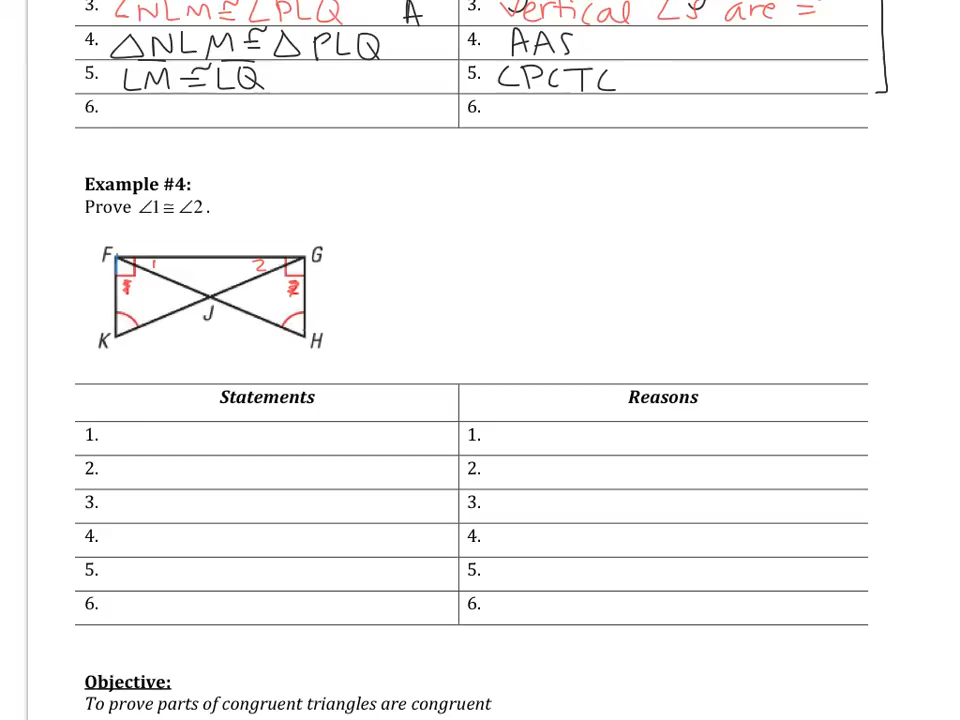 3. ∠NLM ≅ ∠PLQ A 3. Vertical ∠s are ≅
4. △NLM ≅ △PLQ 4. AAS
5. LM ≅ LQ 5. CPCTC
6. 6.
Example #4:
Prove ∠1 ≅ ∠2 .
F 1 2 G
J
K H
Statements Reasons
1. 1.
2. 2.
3. 3.
4. 4.
5. 5.
6. 6.
Objective:
To prove parts of congruent triangles are congruent